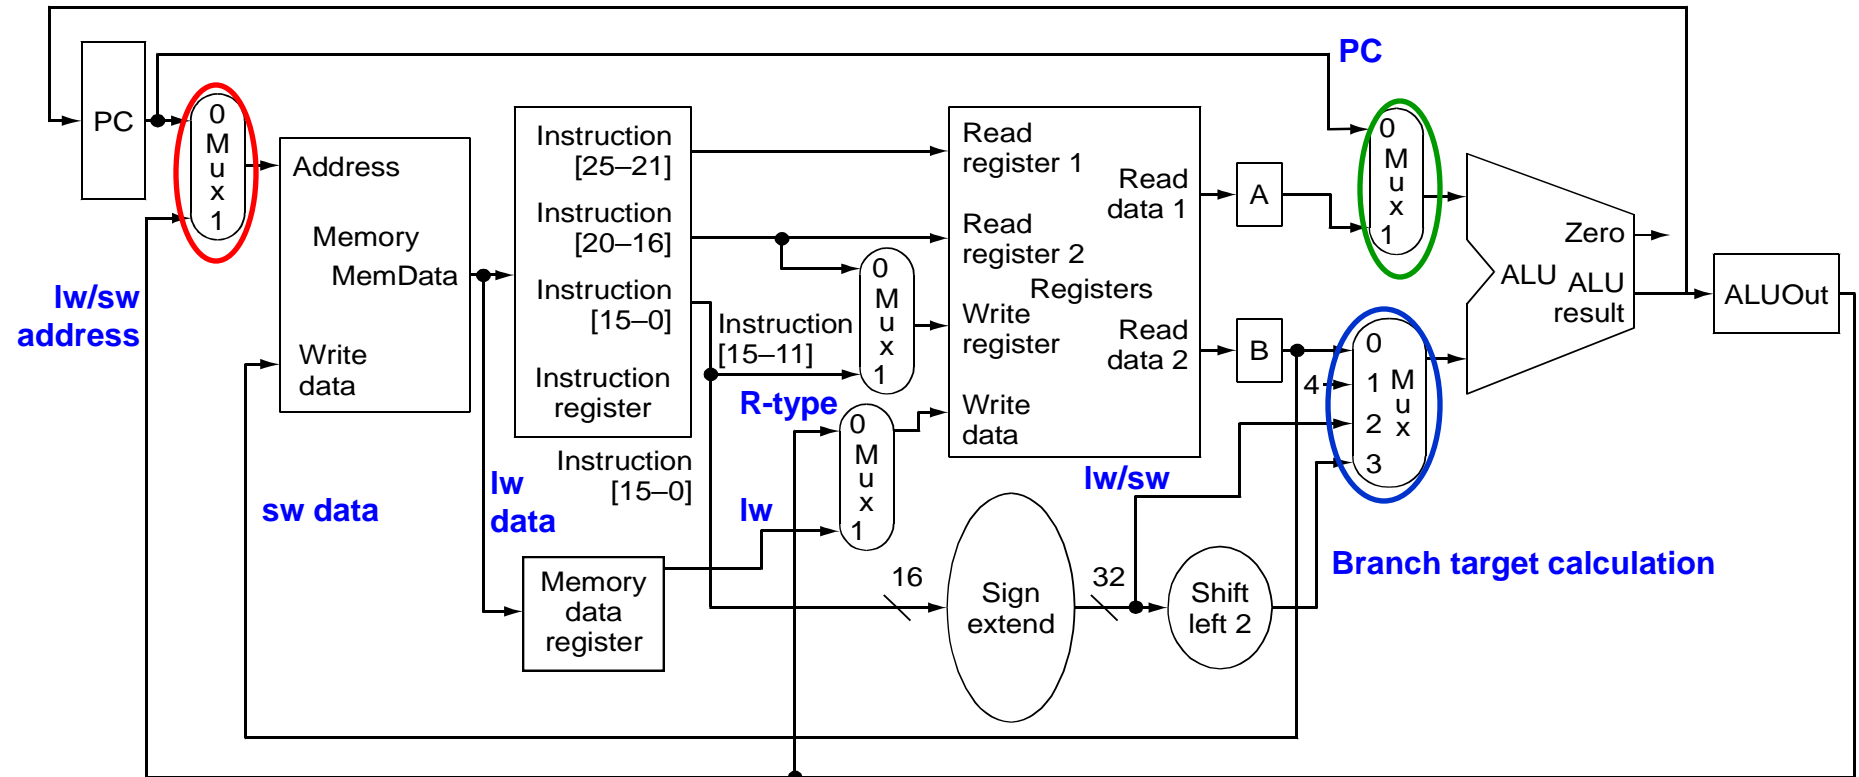 PC
0
M
u
x
1
lw/sw
address
Address
Memory
MemData
Write
data
sw data
lw
data
Instruction
[25–21]
Instruction
[20–16]
Instruction
[15–0]
Instruction
register
Instruction
[15–0]
Instruction
[15–11]
R-type
0
M
u
x
1
0
M
u
x
1
lw
Memory
data
register
16
Sign
extend
32
Shift
left 2
Read
register 1
Read
register 2
Registers
Write
register
Write
data
Read
data 1
Read
data 2
lw/sw
A
B
4
PC
0
M
u
x
1
0
1
2
3
M
u
x
Branch target calculation
Zero
ALU
ALU
result
ALUOut